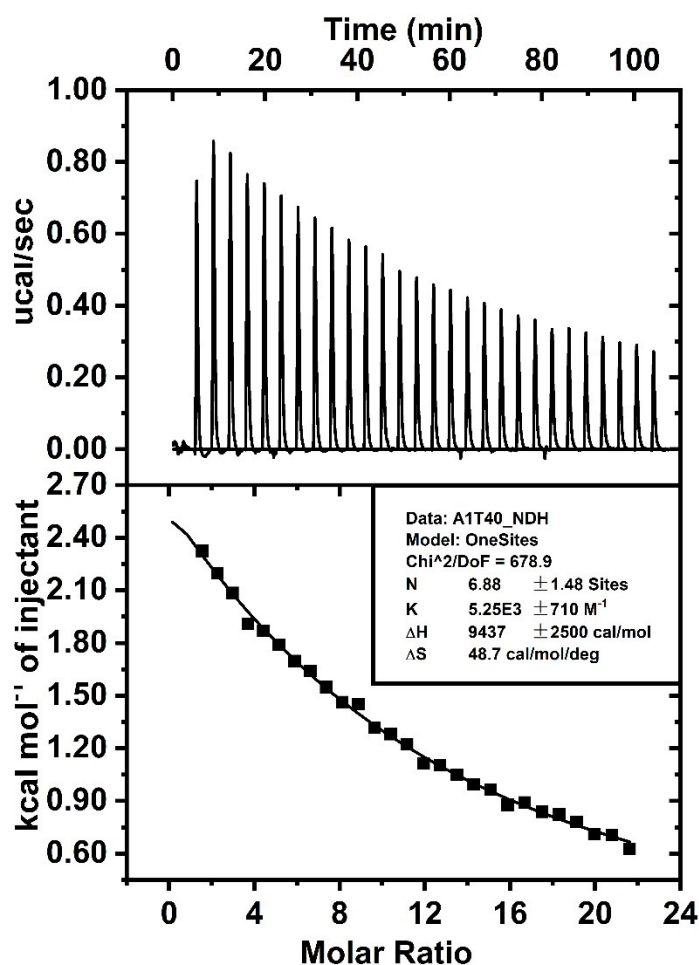 Time (min)
0 20 40 60 80 100
1.00
0.80
0.60
0.40
0.20
0.00
ucal/sec
2.70
2.40
2.10
1.80
1.50
1.20
0.90
0.60
kcal mol⁻¹ of injectant
Data: A1T40_NDH
Model: OneSites
Chi^2/DoF = 678.9
N 6.88 ±1.48 Sites
K 5.25E3 ±710 M⁻¹
ΔH 9437 ±2500 cal/mol
ΔS 48.7 cal/mol/deg
0 4 8 12 16 20 24
Molar Ratio